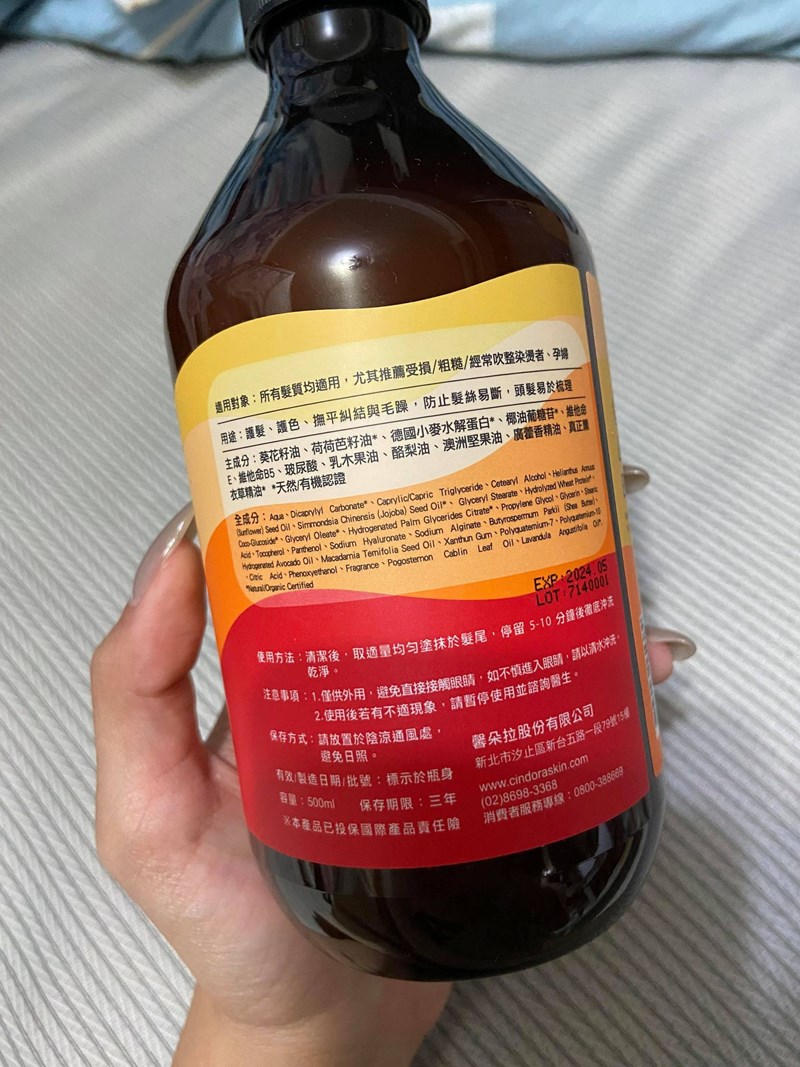 適用對象：所有髮質均適用，尤其推薦受損/粗糙/經常吹整染燙者、孕婦
用途：護髮、護色、撫平糾結與毛躁，防止髮絲易斷，頭髮易於梳理
主成分：葵花籽油、荷荷芭籽油*、德國小麥水解蛋白*、椰油葡糖苷*、維他命
E、維他命B5、玻尿酸、乳木果油、酪梨油、澳洲堅果油、廣藿香精油、真正薰
衣草精油* *天然/有機認證
全成分：Aqua、Dicaprylyl Carbonate*、Caprylic/Capric Triglyceride、Cetearyl Alcohol、Helianthus Annuus
(Sunflower) Seed Oil、Simmondsia Chinensis (Jojoba) Seed Oil*、Glyceryl Stearate、Hydrolyzed Wheat Protein*、
Coco-Glucoside*、Glyceryl Oleate*、Hydrogenated Palm Glycerides Citrate*、Propylene Glycol、Glycerin、Stearic
Acid、Tocopherol、Panthenol、Sodium Hyaluronate、Sodium Alginate、Butyrospermum Parkii (Shea Butter)、
Hydrogenated Avocado Oil、Macadamia Ternifolia Seed Oil、Xanthun Gum、Polyquaternium-7、Polyquaternium-10
、Citric Acid、Phenoxyethanol、Fragrance、Pogostemon Cablin Leaf Oil、Lavandula Angustifolia Oil*.
*Natural/Organic Certified
EXP:2024.05
LOT:7140001
使用方法：清潔後，取適量均勻塗抹於髮尾，停留 5-10 分鐘後徹底沖洗
乾淨。
注意事項：1.僅供外用，避免直接接觸眼睛，如不慎進入眼睛，請以清水沖洗。
2.使用後若有不適現象，請暫停使用並諮詢醫生。
保存方式：請放置於陰涼通風處，
避免日照。
有效/製造日期/批號：標示於瓶身
容量：500ml 保存期限：三年
※本產品已投保國際產品責任險
馨朵拉股份有限公司
新北市汐止區新台五路一段79號15樓
www.cindoraskin.com
(02)8698-3368
消費者服務專線：0800-388669